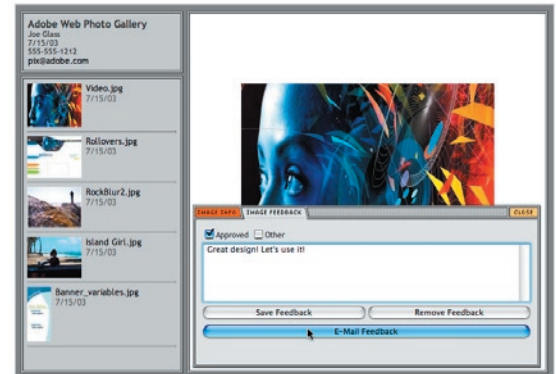 Adobe Web Photo Gallery
Joe Glass
7/15/03
555-555-1212
pix@adobe.com
Video.jpg
7/15/03
Rollovers.jpg
7/15/03
RockBlur2.jpg
7/15/03
Island Girl.jpg
7/15/03
Banner_variables.jpg
7/15/03
IMAGE INFO IMAGE FEEDBACK CLOSE
Approved Other
Great design! Let's use it!
Save Feedback Remove Feedback
E-Mail Feedback